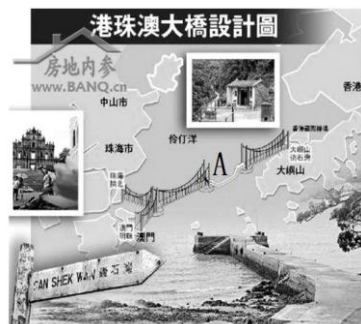 港珠澳大橋設計圖
房地内参
www.BANQ.cn
中山市
香港
伶仃洋
珠海市
A
大嶼山
澳門
SAN SHEK WAN 䃟石灣